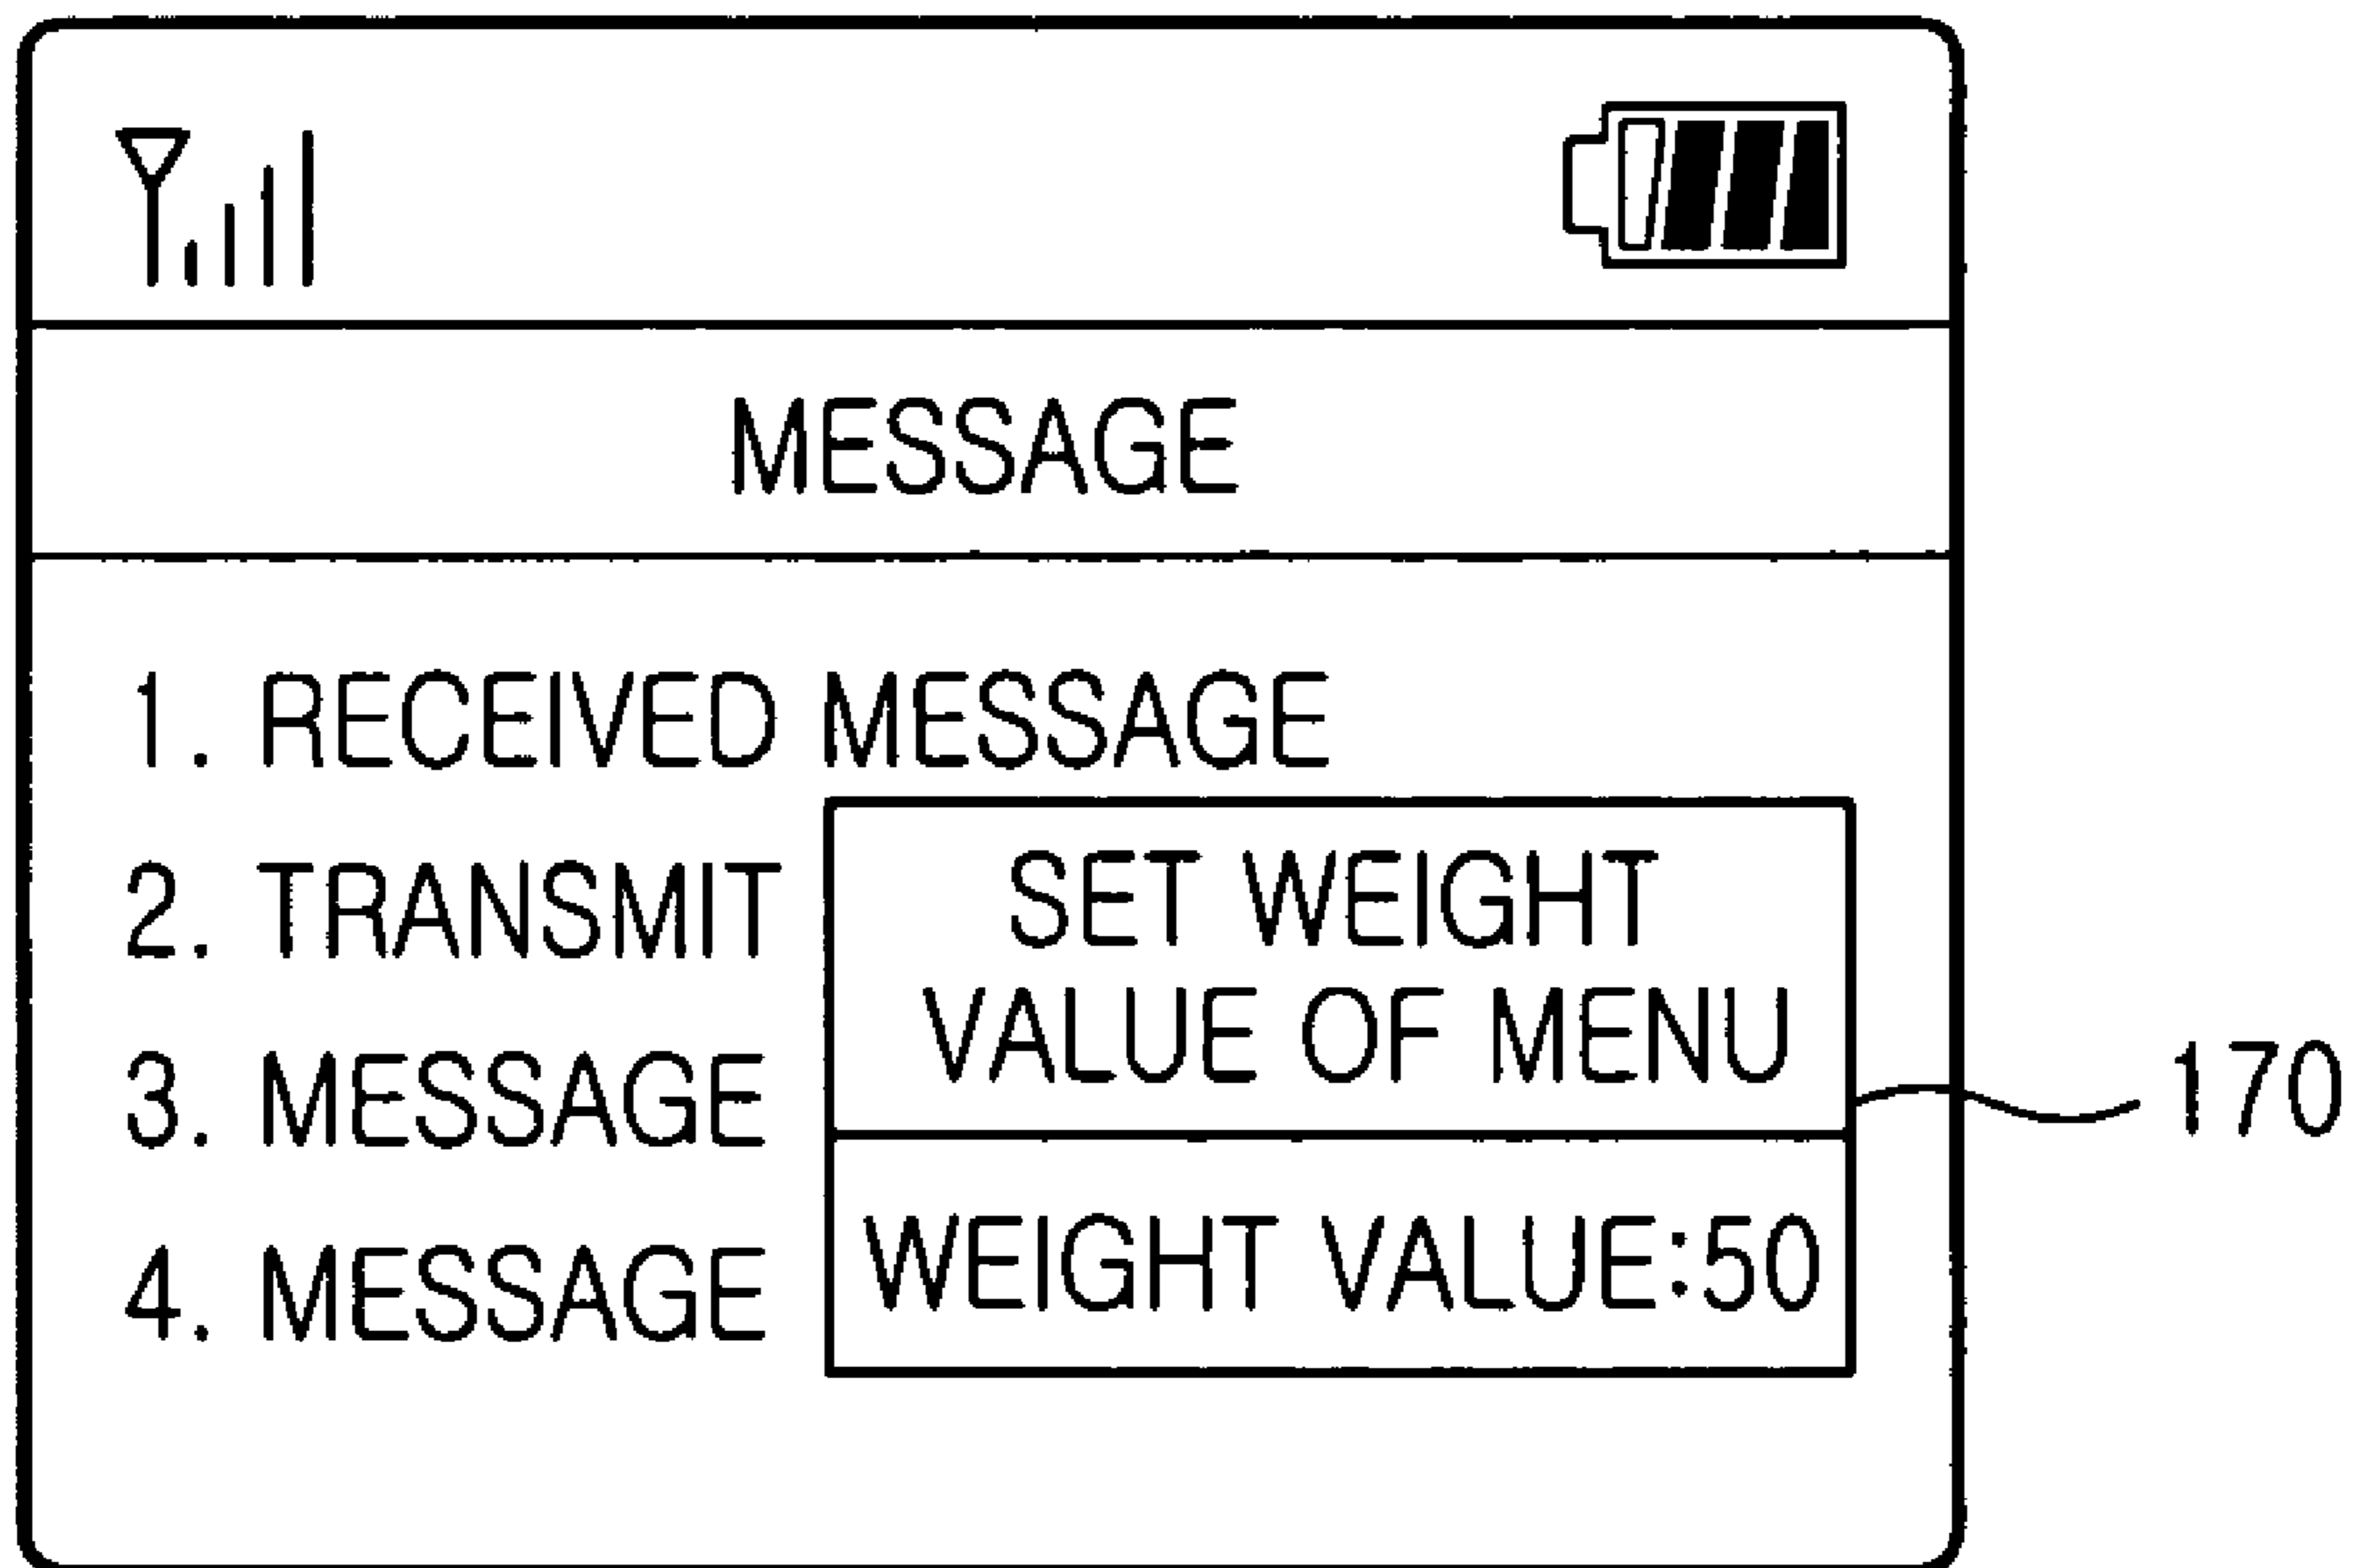 MESSAGE
1. RECEIVED MESSAGE
2. TRANSMIT
3. MESSAGE
4. MESSAGE
SET WEIGHT
VALUE OF MENU
WEIGHT VALUE:50
170